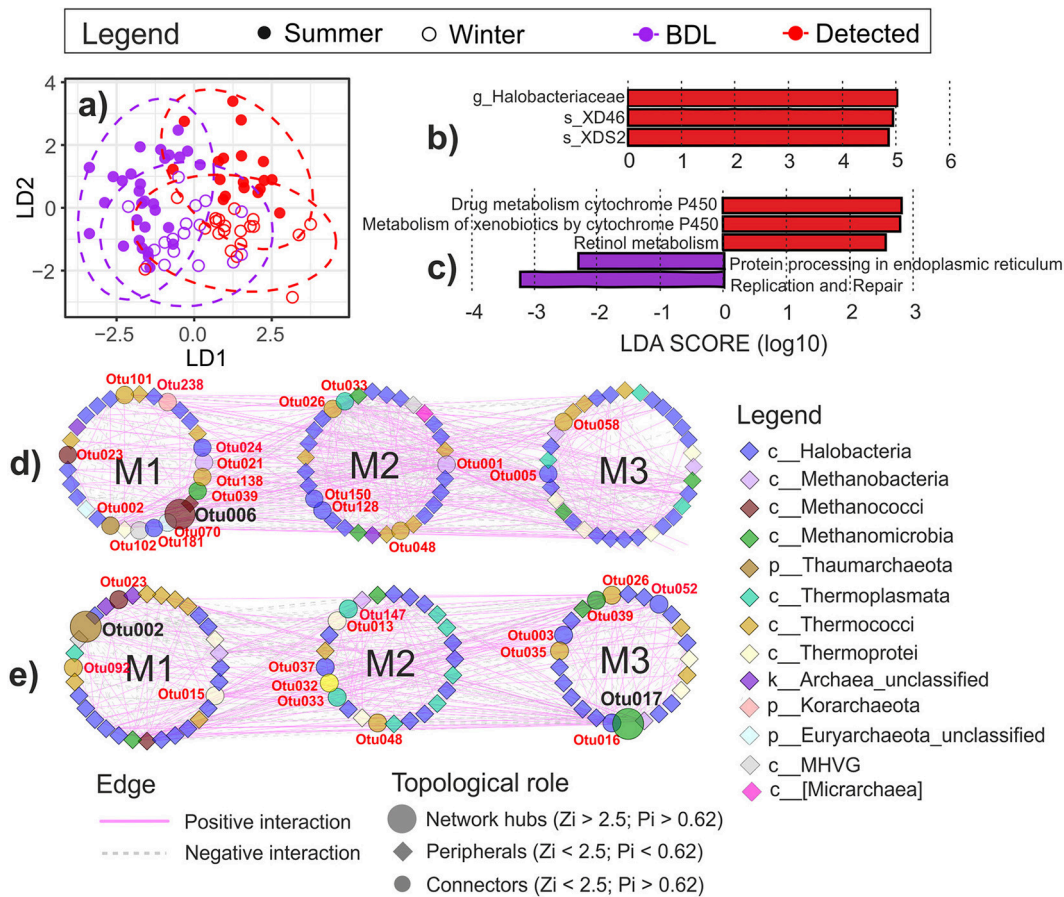 Legend Summer Winter BDL Detected
a)
4
2
0
−2
LD2
−2.5 0.0 2.5
LD1
b)
g_Halobacteriaceae
s_XD46
s_XDS2
0 1 2 3 4 5 6
c)
Drug metabolism cytochrome P450
Metabolism of xenobiotics by cytochrome P450
Retinol metabolism
Protein processing in endoplasmic reticulum
Replication and Repair
-4 -3 -2 -1 0 1 2 3
LDA SCORE (log10)
d)
M1
Otu101
Otu238
Otu023
Otu024
Otu021
Otu138
Otu039
Otu006
Otu002
Otu070
Otu102
Otu181
M2
Otu033
Otu026
Otu001
Otu150
Otu128
Otu048
M3
Otu058
Otu005
e)
M1
Otu023
Otu002
Otu092
Otu015
M2
Otu147
Otu013
Otu037
Otu032
Otu033
Otu048
M3
Otu026
Otu052
Otu039
Otu003
Otu035
Otu017
Otu016
Legend
c__Halobacteria
c__Methanobacteria
c__Methanococci
c__Methanomicrobia
p__Thaumarchaeota
c__Thermoplasmata
c__Thermococci
c__Thermoprotei
k__Archaea_unclassified
p__Korarchaeota
p__Euryarchaeota_unclassified
c__MHVG
c__[Micrarchaea]
Edge
Positive interaction
Negative interaction
Topological role
Network hubs (Zi > 2.5; Pi > 0.62)
Peripherals (Zi < 2.5; Pi < 0.62)
Connectors (Zi < 2.5; Pi > 0.62)